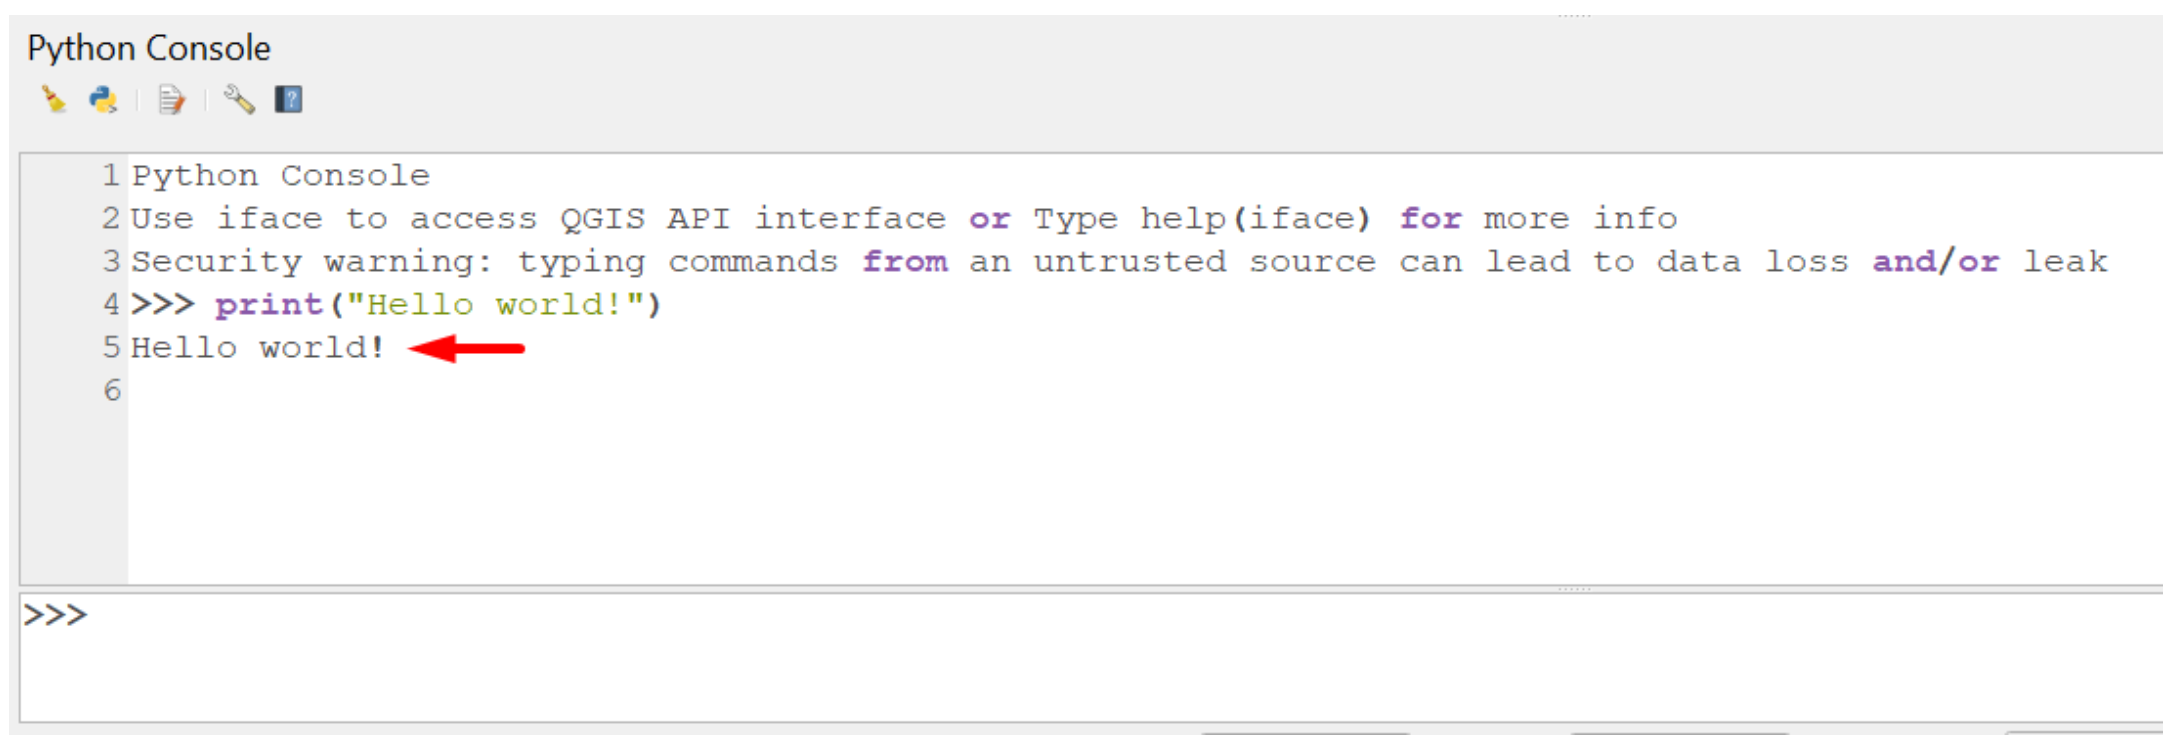 Python Console
1 Python Console
2 Use iface to access QGIS API interface or Type help(iface) for more info
3 Security warning: typing commands from an untrusted source can lead to data loss and/or leak
4 >>> print("Hello world!")
5 Hello world!
6
>>>